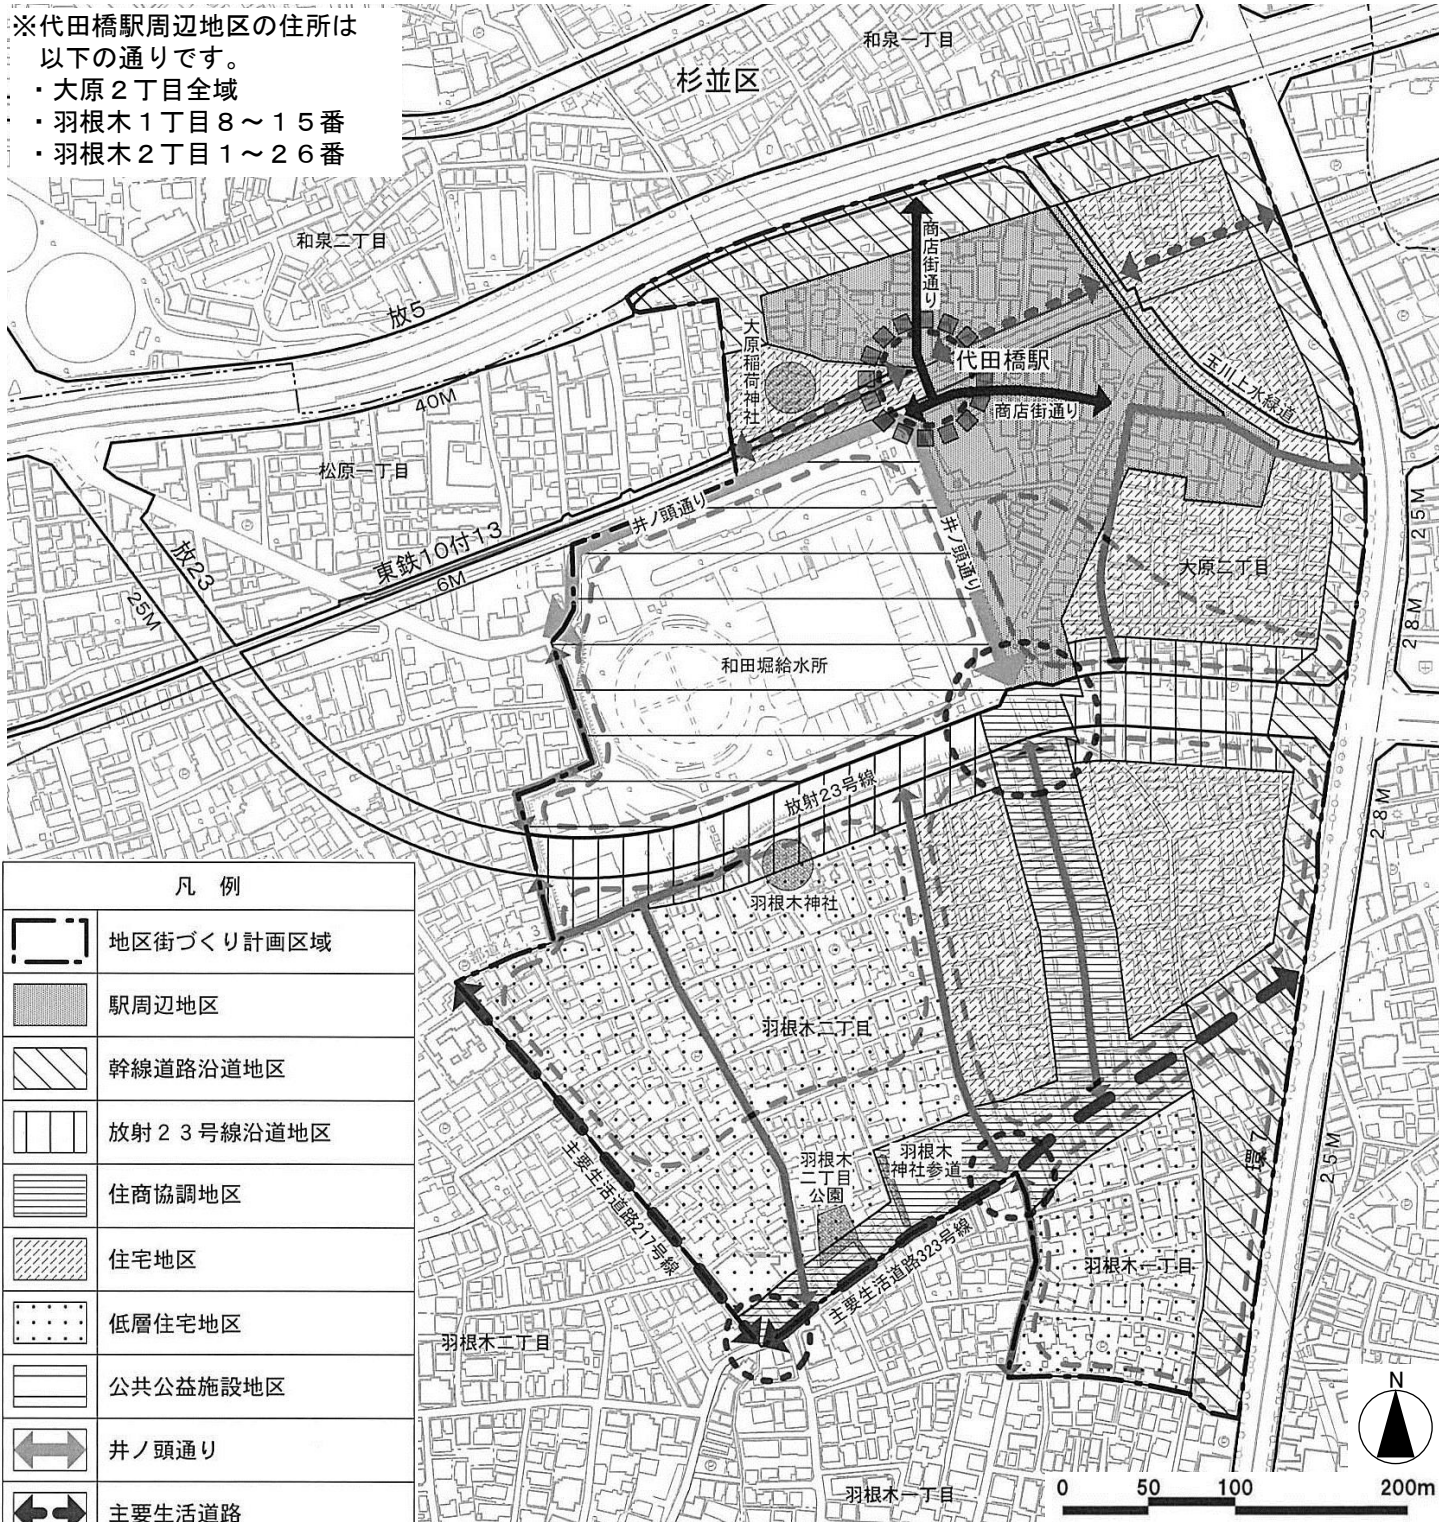 ※代田橋駅周辺地区の住所は
以下の通りです。
・大原２丁目全域
・羽根木１丁目８～１５番
・羽根木２丁目１～２６番
和泉一丁目
杉並区
和泉二丁目
放5
40M
商店街通り
大原稲荷神社
代田橋駅
商店街通り
玉川上水緑道
松原一丁目
井ノ頭通り
井ノ頭通り
東鉄10付13
6M
放23
25M
25M
大原二丁目
28M
和田堀給水所
放射23号線
28M
羽根木神社
羽根木二丁目
羽根木
二丁目
公園
羽根木
神社参道
環7
25M
主要生活道路217号線
主要生活道路323号線
羽根木一丁目
羽根木二丁目
羽根木一丁目
凡 例
地区街づくり計画区域
駅周辺地区
幹線道路沿道地区
放射２３号線沿道地区
住商協調地区
住宅地区
低層住宅地区
公共公益施設地区
井ノ頭通り
主要生活道路
N
0 50 100 200m